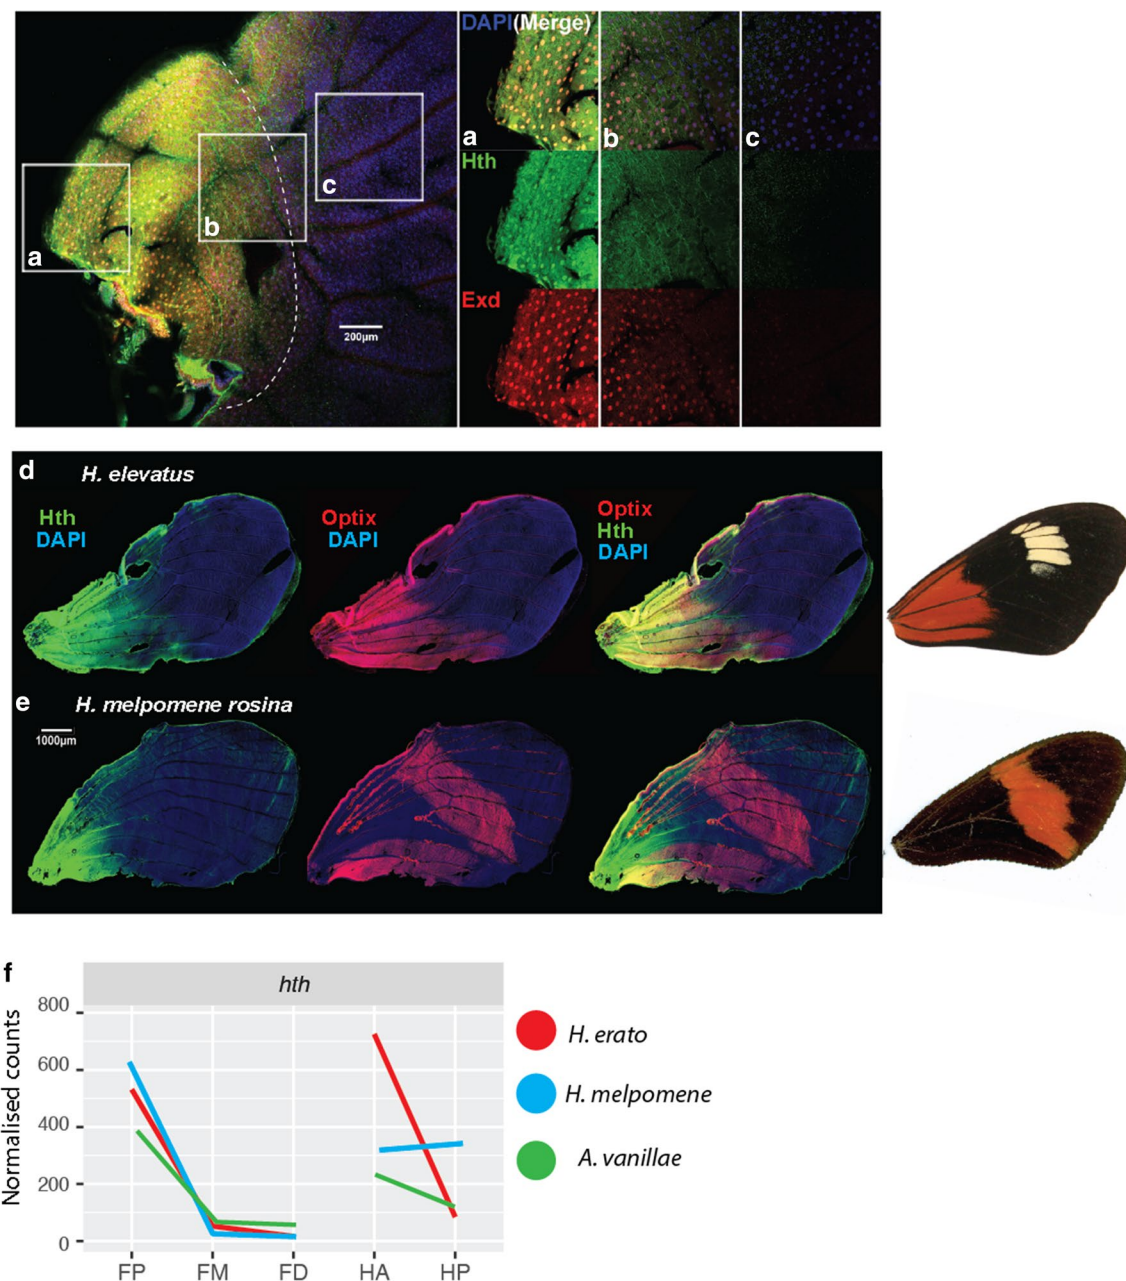 DAPI(Merge)
a
b
c
a
b
c
Hth
Exd
200µm
d
H. elevatus
Hth
DAPI
Optix
DAPI
Optix
Hth
DAPI
e
H. melpomene rosina
1000µm
f
hth
Normalised counts
800
600
400
200
0
FP
FM
FD
HA
HP
H. erato
H. melpomene
A. vanillae